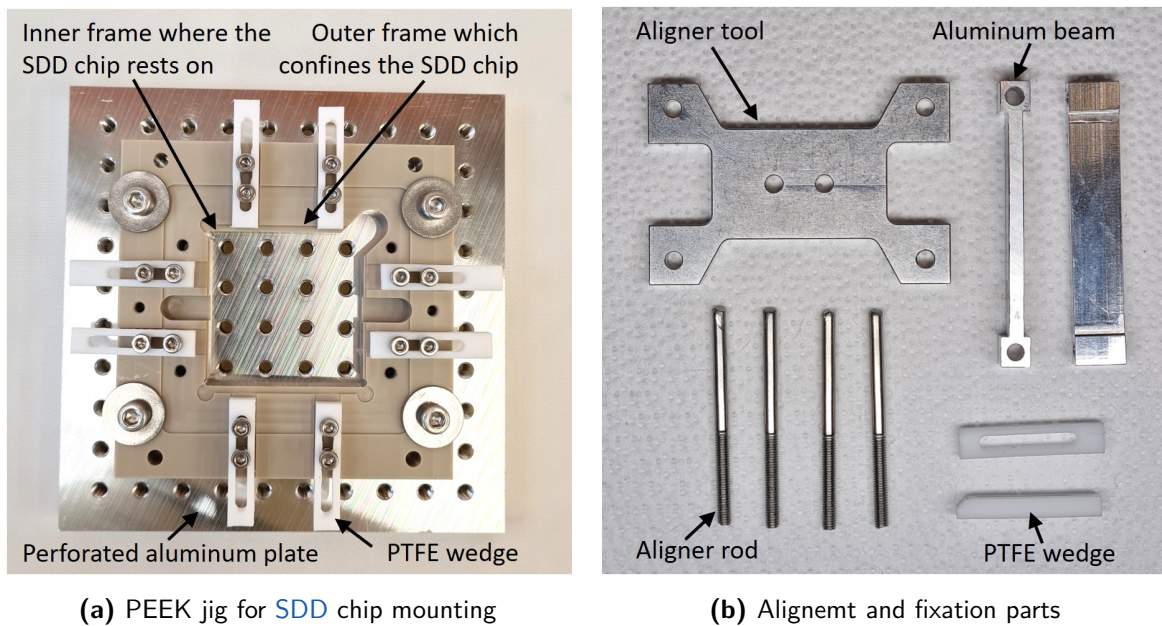 Inner frame where the
SDD chip rests on
Outer frame which
confines the SDD chip
Perforated aluminum plate
PTFE wedge
(a) PEEK jig for SDD chip mounting
Aligner tool
Aluminum beam
Aligner rod
PTFE wedge
(b) Alignemt and fixation parts